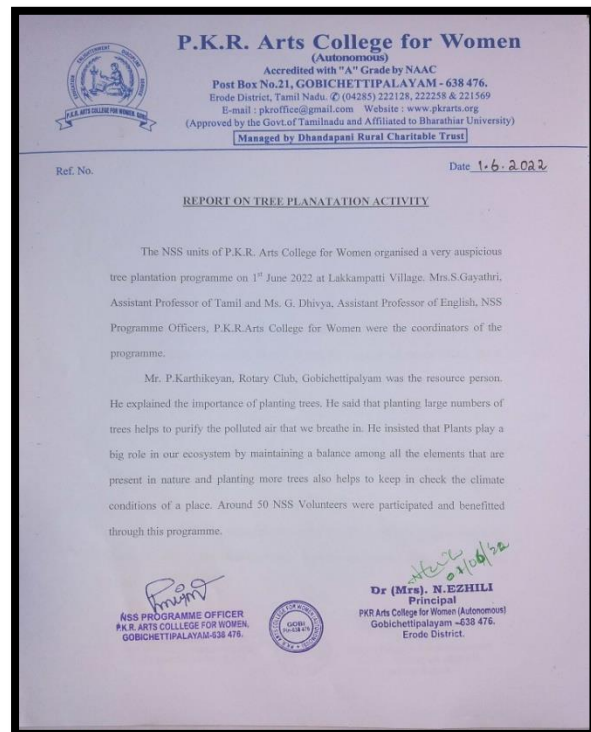 P.K.R. Arts College for Women
(Autonomous)
Accredited with "A" Grade by NAAC
Post Box No.21, GOBICHETTIPALAYAM - 638 476.
Erode District, Tamil Nadu. ✆ (04285) 222128, 222258 & 221569
E-mail : pkroffice@gmail.com Website : www.pkrarts.org
(Approved by the Govt.of Tamilnadu and Affiliated to Bharathiar University)
Managed by Dhandapani Rural Charitable Trust
P.K.R. ARTS COLLEGE FOR WOMEN, GOBI
Ref. No.
Date 1.6.2022
REPORT ON TREE PLANATATION ACTIVITY
The NSS units of P.K.R. Arts College for Women organised a very auspicious
tree plantation programme on 1st June 2022 at Lakkampatti Village. Mrs.S.Gayathri,
Assistant Professor of Tamil and Ms. G. Dhivya, Assistant Professor of English, NSS
Programme Officers, P.K.R.Arts College for Women were the coordinators of the
programme.
Mr. P.Karthikeyan, Rotary Club, Gobichettipalyam was the resource person.
He explained the importance of planting trees. He said that planting large numbers of
trees helps to purify the polluted air that we breathe in. He insisted that Plants play a
big role in our ecosystem by maintaining a balance among all the elements that are
present in nature and planting more trees also helps to keep in check the climate
conditions of a place. Around 50 NSS Volunteers were participated and benefitted
through this programme.
NSS PROGRAMME OFFICER
P.K.R. ARTS COLLLEGE FOR WOMEN,
GOBICHETTIPALAYAM-638 476.
GOBI
Dr (Mrs). N.EZHILI
Principal
PKR Arts College for Women (Autonomous)
Gobichettipalayam -638 476.
Erode District.